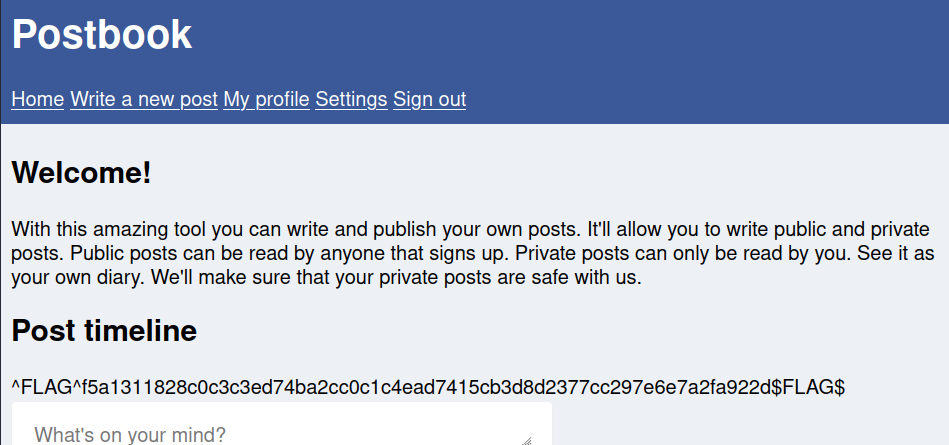 Postbook
Home Write a new post My profile Settings Sign out
Welcome!
With this amazing tool you can write and publish your own posts. It'll allow you to write public and private
posts. Public posts can be read by anyone that signs up. Private posts can only be read by you. See it as
your own diary. We'll make sure that your private posts are safe with us.
Post timeline
^FLAG^f5a1311828c0c3c3ed74ba2cc0c1c4ead7415cb3d8d2377cc297e6e7a2fa922d$FLAG$
What's on your mind?